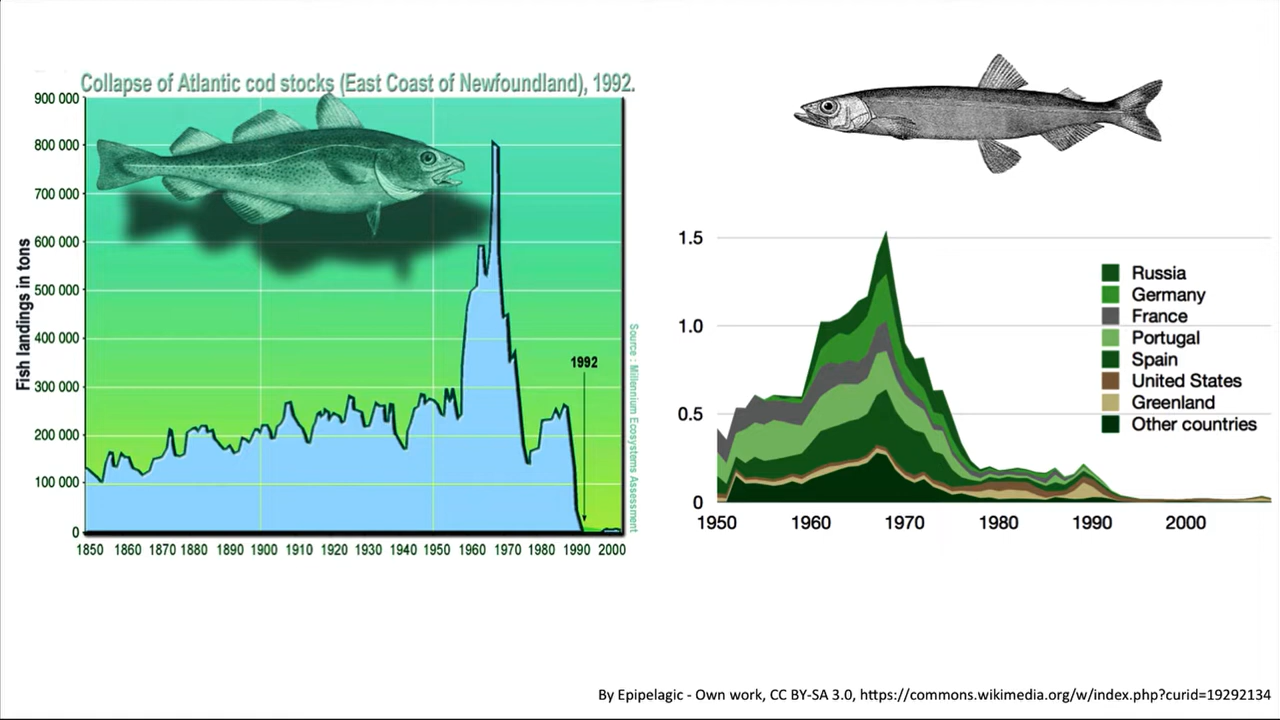 Collapse of Atlantic cod stocks (East Coast of Newfoundland), 1992.
900 000
800 000
700 000
600 000
500 000
400 000
300 000
200 000
100 000
0
Fish landings in tons
1992
Source : Millennium Ecosystems Assessment
1850 1860 1870 1880 1890 1900 1910 1920 1930 1940 1950 1960 1970 1980 1990 2000
1.5
1.0
0.5
0
1950 1960 1970 1980 1990 2000
Russia
Germany
France
Portugal
Spain
United States
Greenland
Other countries
By Epipelagic - Own work, CC BY-SA 3.0, https://commons.wikimedia.org/w/index.php?curid=19292134